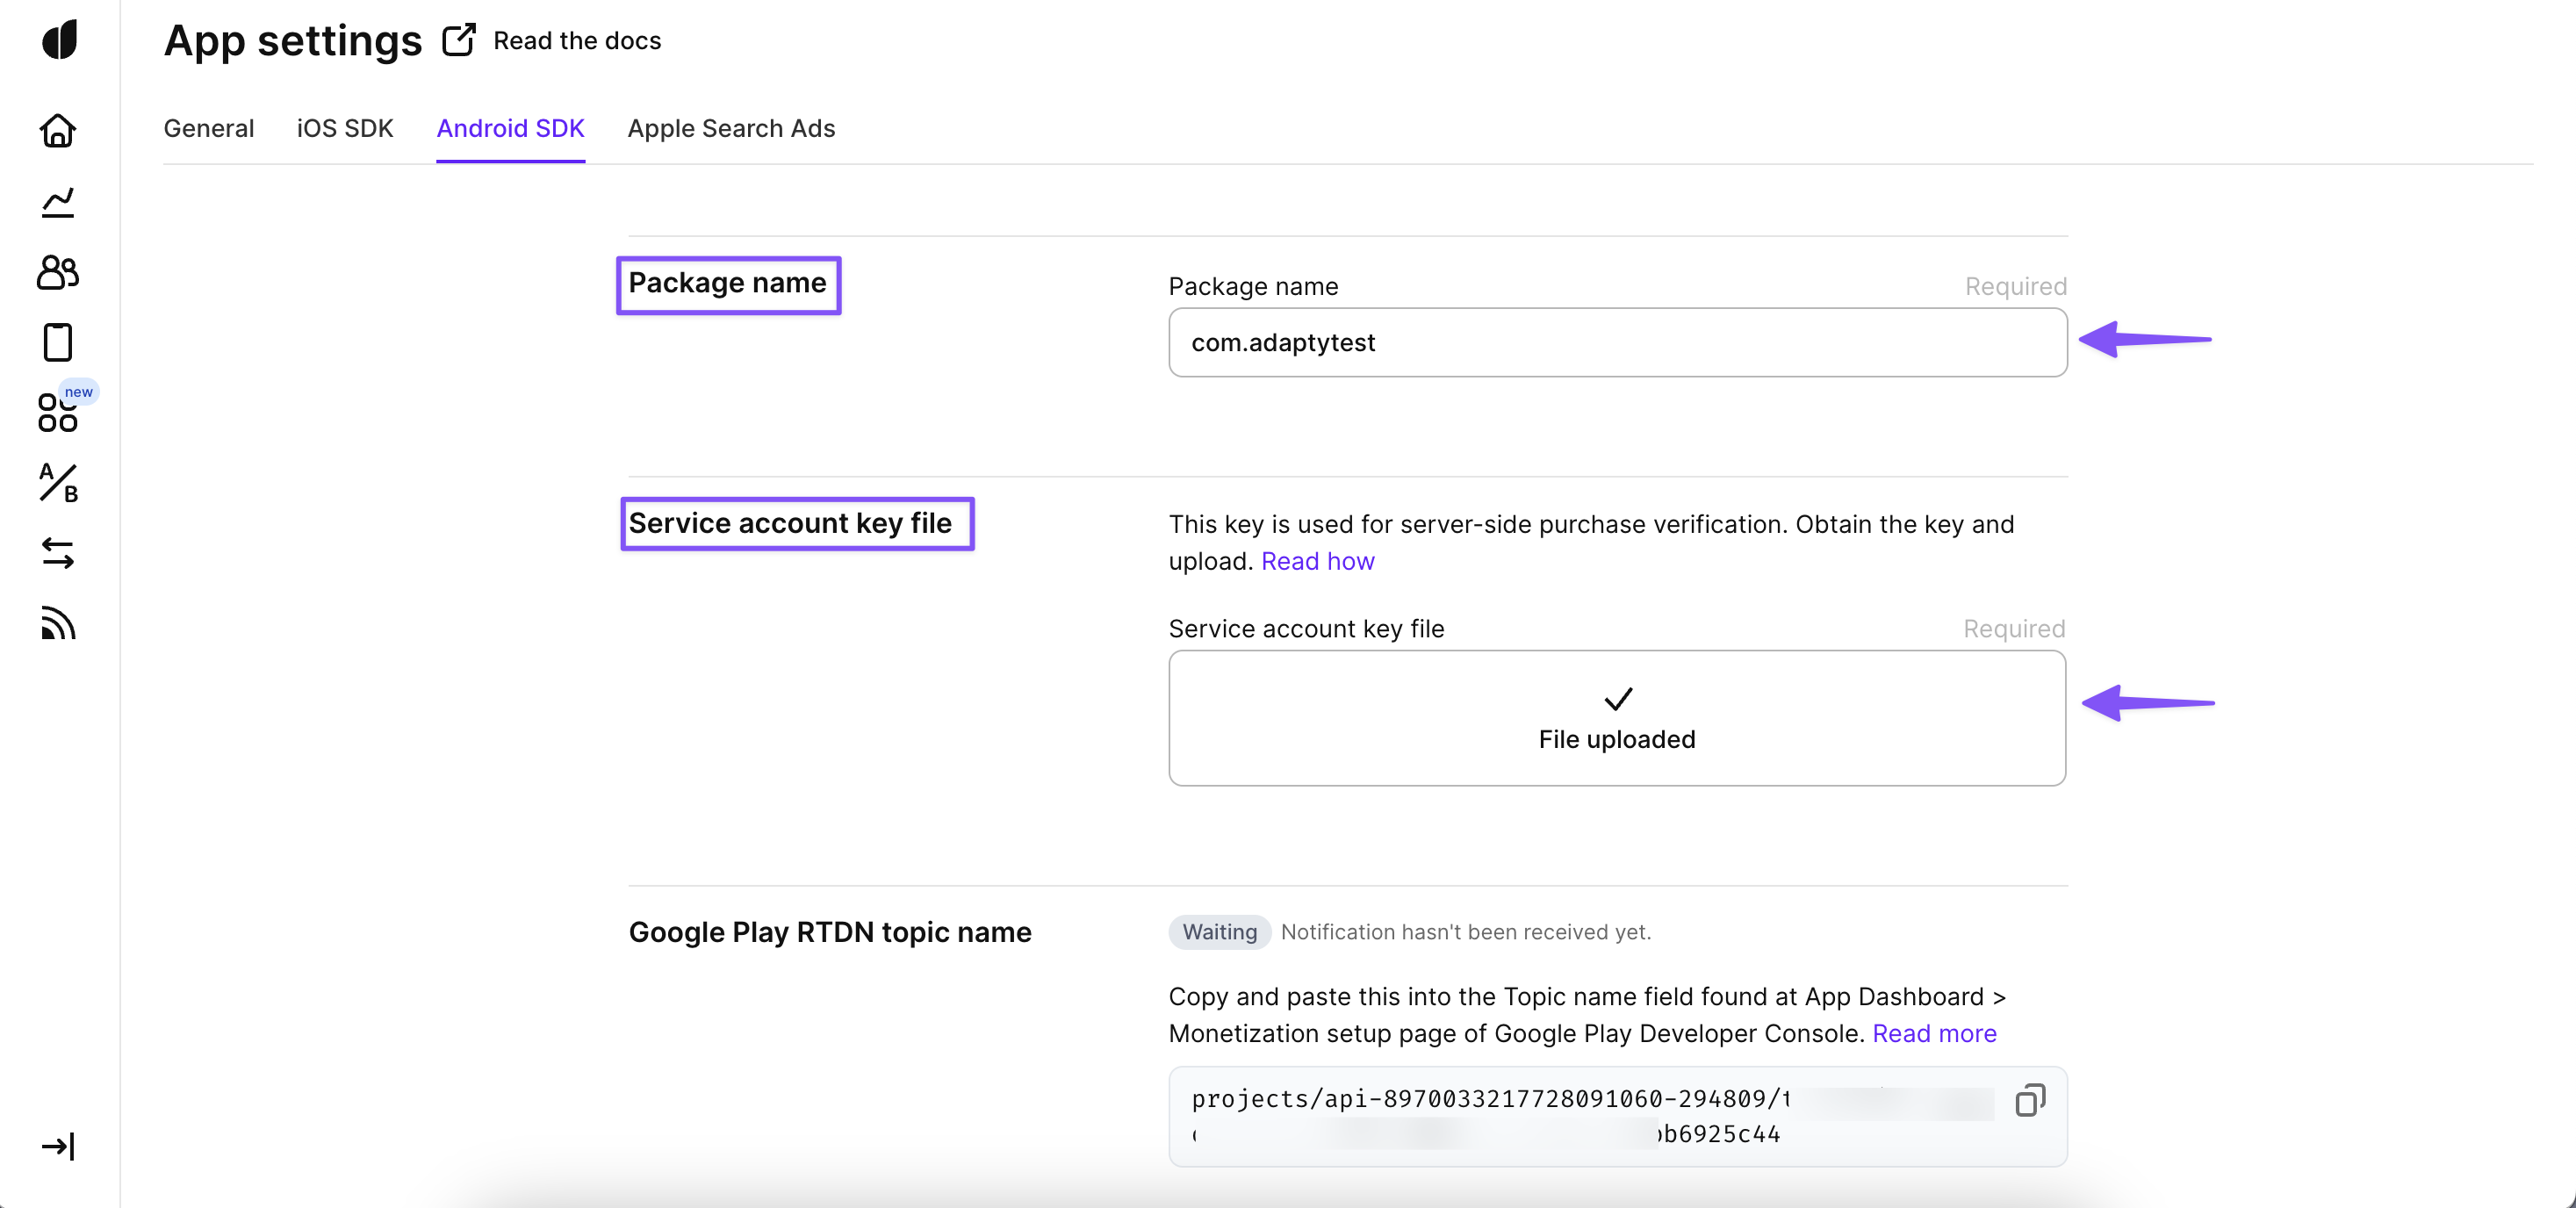 App settings Read the docs
General iOS SDK Android SDK Apple Search Ads
Package name
Package name Required
com.adaptytest
new
A/B
Service account key file
This key is used for server-side purchase verification. Obtain the key and
upload. Read how
Service account key file Required
File uploaded
Google Play RTDN topic name
Waiting Notification hasn't been received yet.
Copy and paste this into the Topic name field found at App Dashboard >
Monetization setup page of Google Play Developer Console. Read more
projects/api-8970033217728091060-294809/
b6925c44